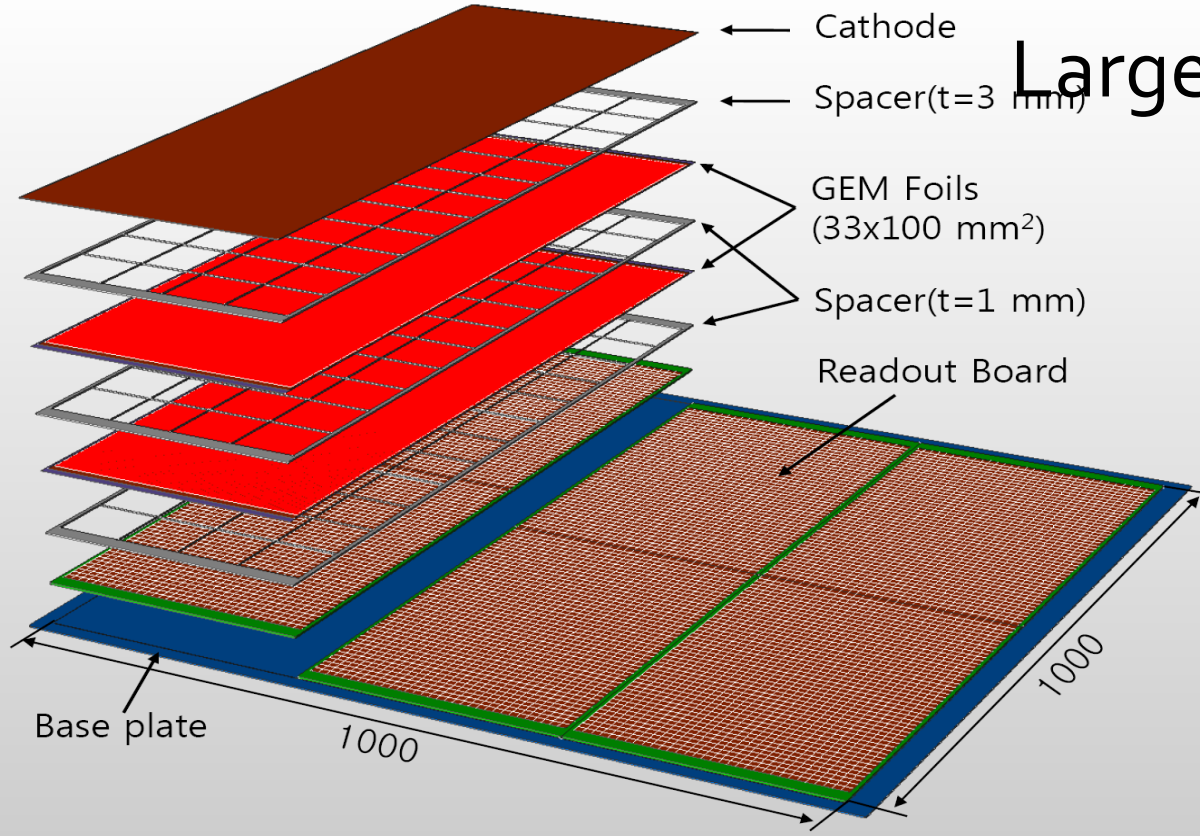 Cathode
Large
Spacer(t=3 mm)
GEM Foils
(33x100 mm²)
Spacer(t=1 mm)
Readout Board
1000
Base plate
1000